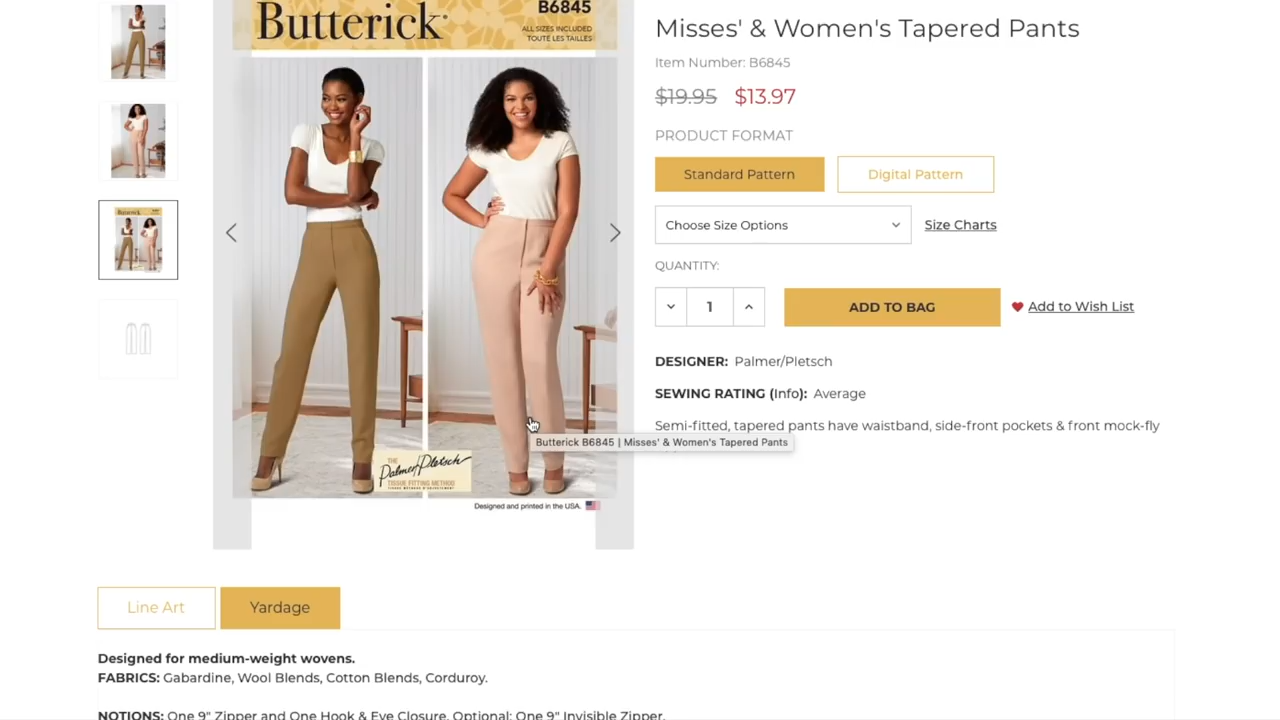 Butterick
B6845
ALL SIZES INCLUDED
TOUTE LES TAILLES
THE
Palmer/Pletsch
TISSUE FITTING METHOD
Designed and printed in the USA.
Misses' & Women's Tapered Pants
Item Number: B6845
$19.95 $13.97
PRODUCT FORMAT
Standard Pattern Digital Pattern
Choose Size Options Size Charts
QUANTITY:
1 ADD TO BAG Add to Wish List
DESIGNER: Palmer/Pletsch
SEWING RATING (Info): Average
Semi-fitted, tapered pants have waistband, side-front pockets & front mock-fly
Butterick B6845 | Misses' & Women's Tapered Pants
Line Art Yardage
Designed for medium-weight wovens.
FABRICS: Gabardine, Wool Blends, Cotton Blends, Corduroy.
NOTIONS: One 9" Zipper and One Hook & Eye Closure. Optional: One 9" Invisible Zipper.